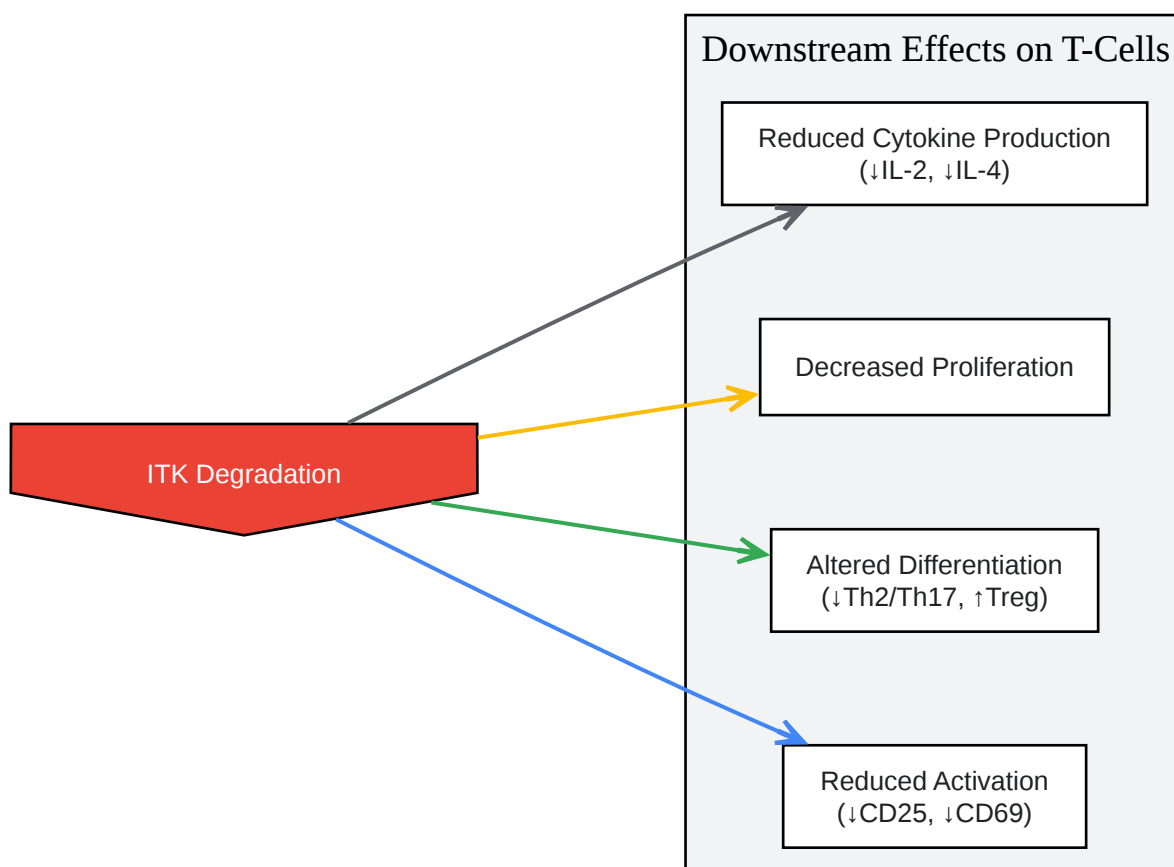 Downstream Effects on T-Cells
Reduced Cytokine Production
(↓IL-2, ↓IL-4)
Decreased Proliferation
ITK Degradation
Altered Differentiation
(↓Th2/Th17, ↑Treg)
Reduced Activation
(↓CD25, ↓CD69)